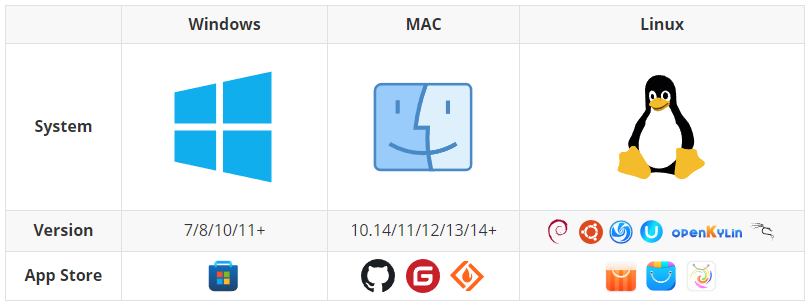 Windows MAC Linux
System
Version 7/8/10/11+ 10.14/11/12/13/14+ openKylin
App Store